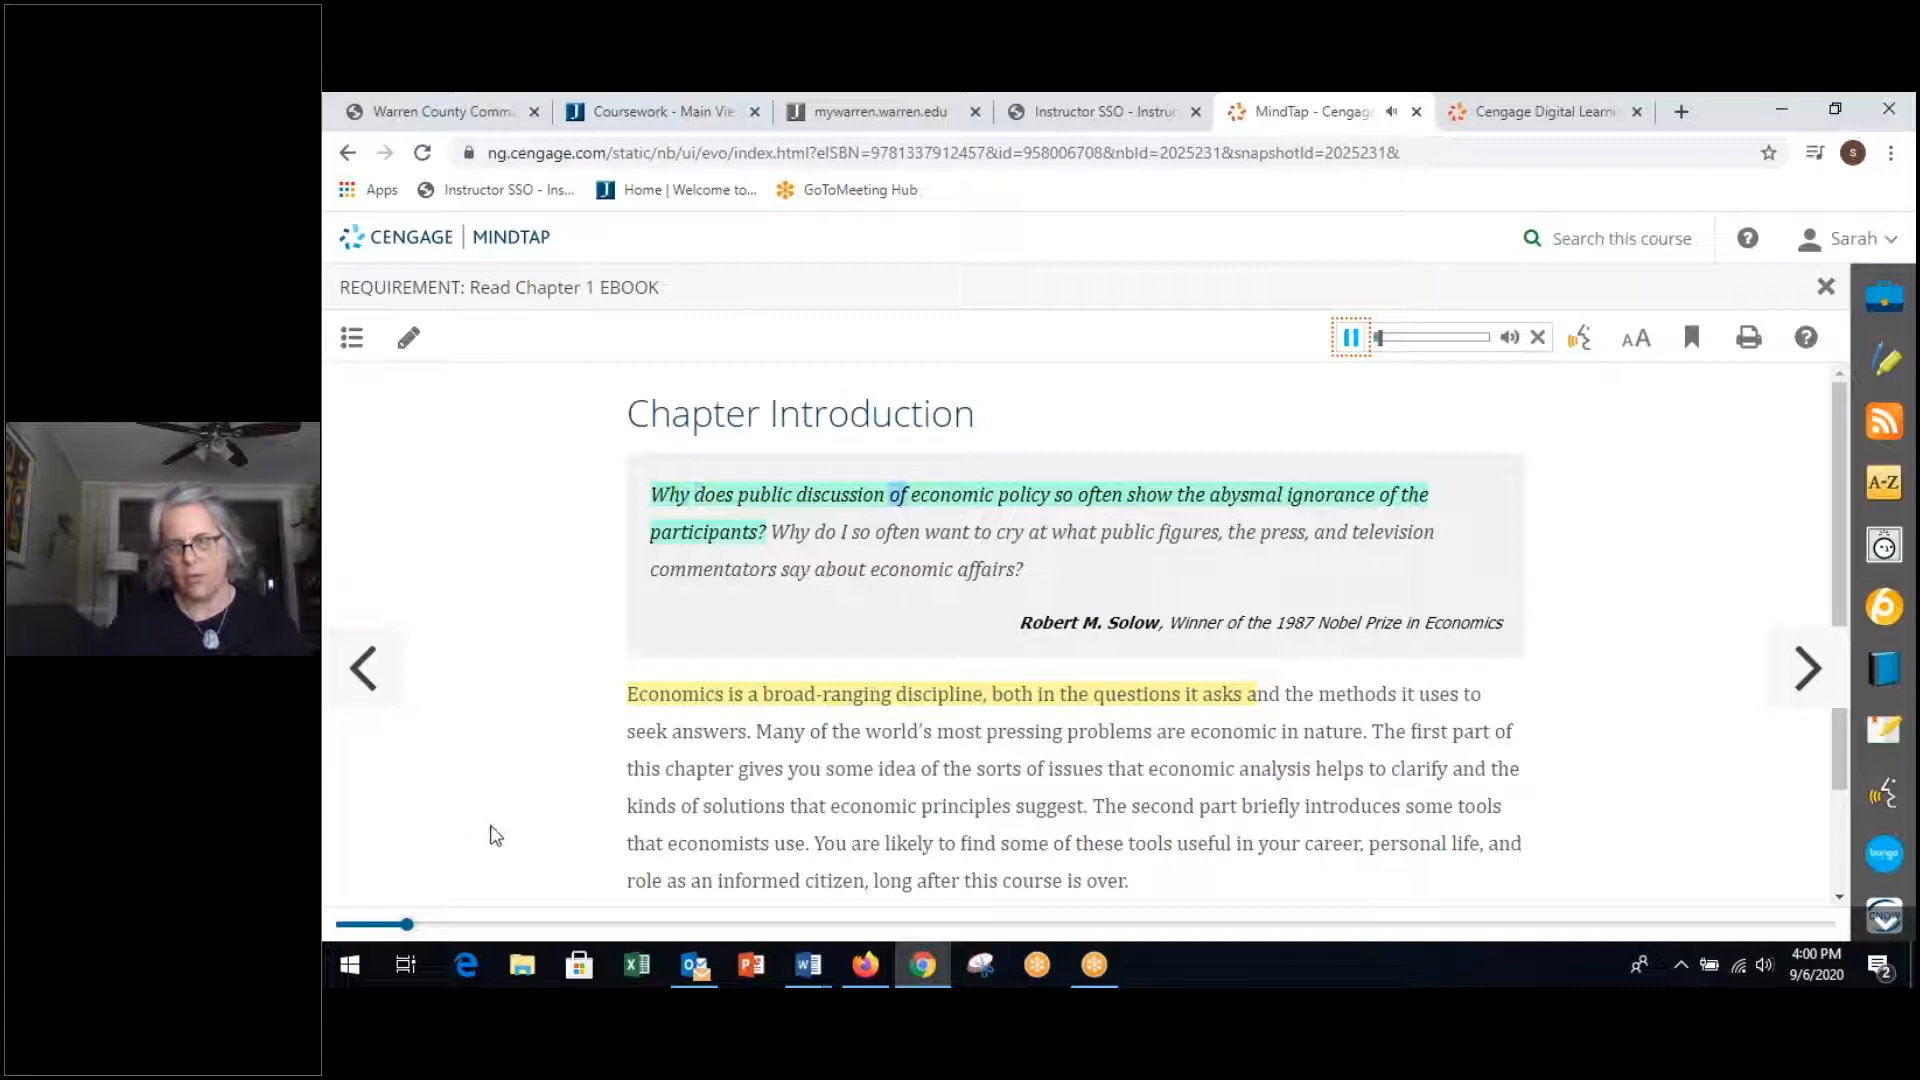 Warren County Comm
Coursework - Main Vie
mywarren.warren.edu
Instructor SSO - Instruc
MindTap - Cengag
Cengage Digital Learni
ng.cengage.com/static/nb/ui/evo/index.html?eISBN=9781337912457&id=958006708&nbId=2025231&snapshotId=2025231&
s
Apps
Instructor SSO - Ins...
Home | Welcome to...
GoToMeeting Hub
CENGAGE | MINDTAP
Search this course
Sarah
REQUIREMENT: Read Chapter 1 EBOOK
AA
Chapter Introduction
Why does public discussion of economic policy so often show the abysmal ignorance of the
participants? Why do I so often want to cry at what public figures, the press, and television
commentators say about economic affairs?
Robert M. Solow, Winner of the 1987 Nobel Prize in Economics
Economics is a broad-ranging discipline, both in the questions it asks and the methods it uses to
seek answers. Many of the world's most pressing problems are economic in nature. The first part of
this chapter gives you some idea of the sorts of issues that economic analysis helps to clarify and the
kinds of solutions that economic principles suggest. The second part briefly introduces some tools
that economists use. You are likely to find some of these tools useful in your career, personal life, and
role as an informed citizen, long after this course is over.
A-Z
bongo
4:00 PM
9/6/2020
2